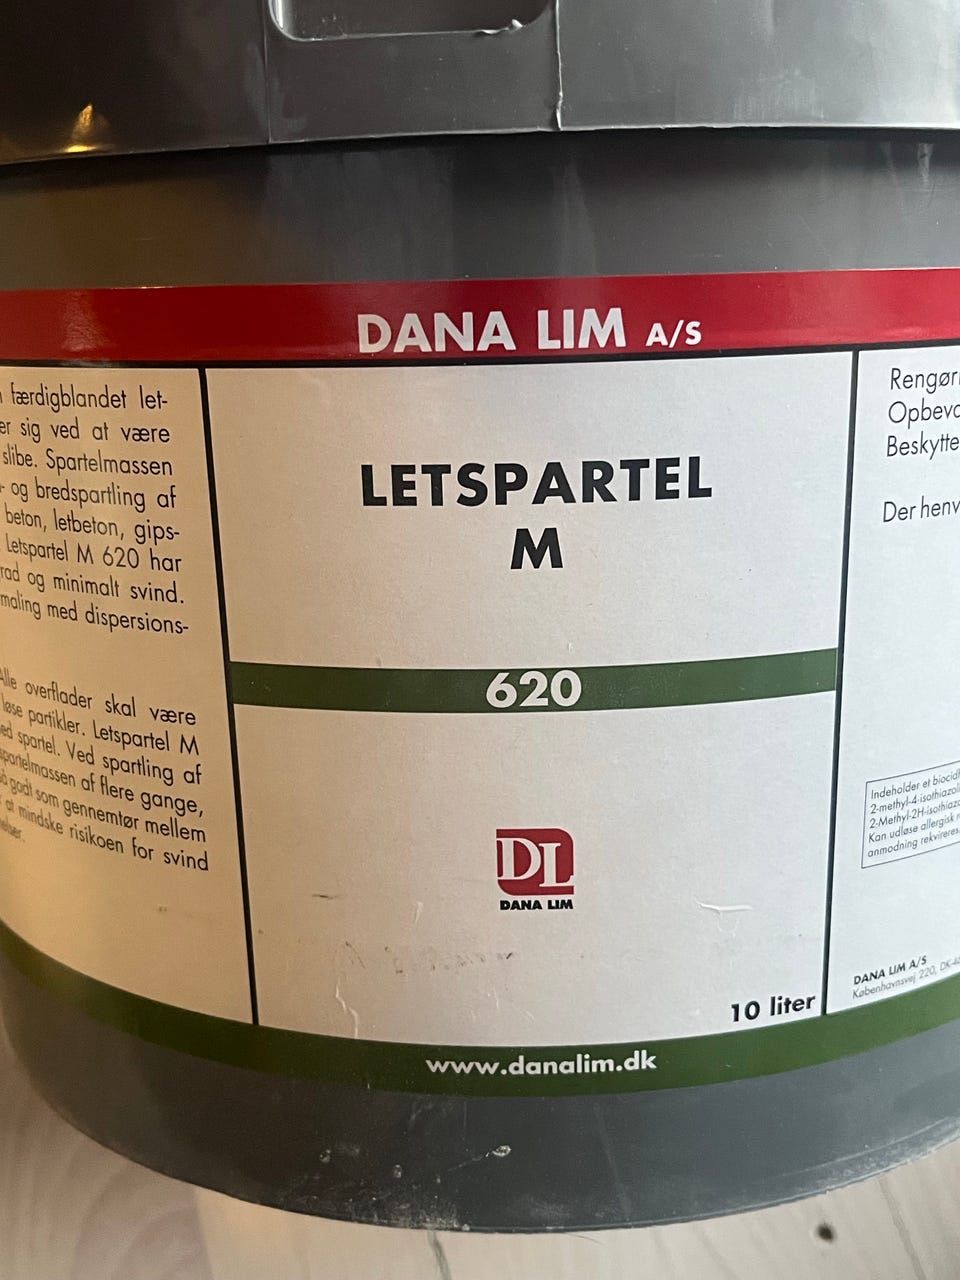 DANA LIM A/S
færdigblandet let-
er sig ved at være
slibe. Spartelmassen
og bredspartling af
beton, letbeton, gips-
Letspartel M 620 har
rad og minimalt svind.
maling med dispersions-
Alle overflader skal være
løse partikler. Letspartel M
ed spartel. Ved spartling af
spartelmassen af flere gange,
så godt som gennemtør mellem
at mindske risikoen for svind
LETSPARTEL
M
620
DL
DANA LIM
10 liter
Rengør
Opbeva
Beskytte
Der henv
Indeholder et biocid
2-methyl-4-isothiazoli
2-Methyl-2H-isothiazo
Kan udløse allergisk r
anmodning rekvireres
DANA LIM A/S
Københavnsvej 220, DK-46
www.danalim.dk